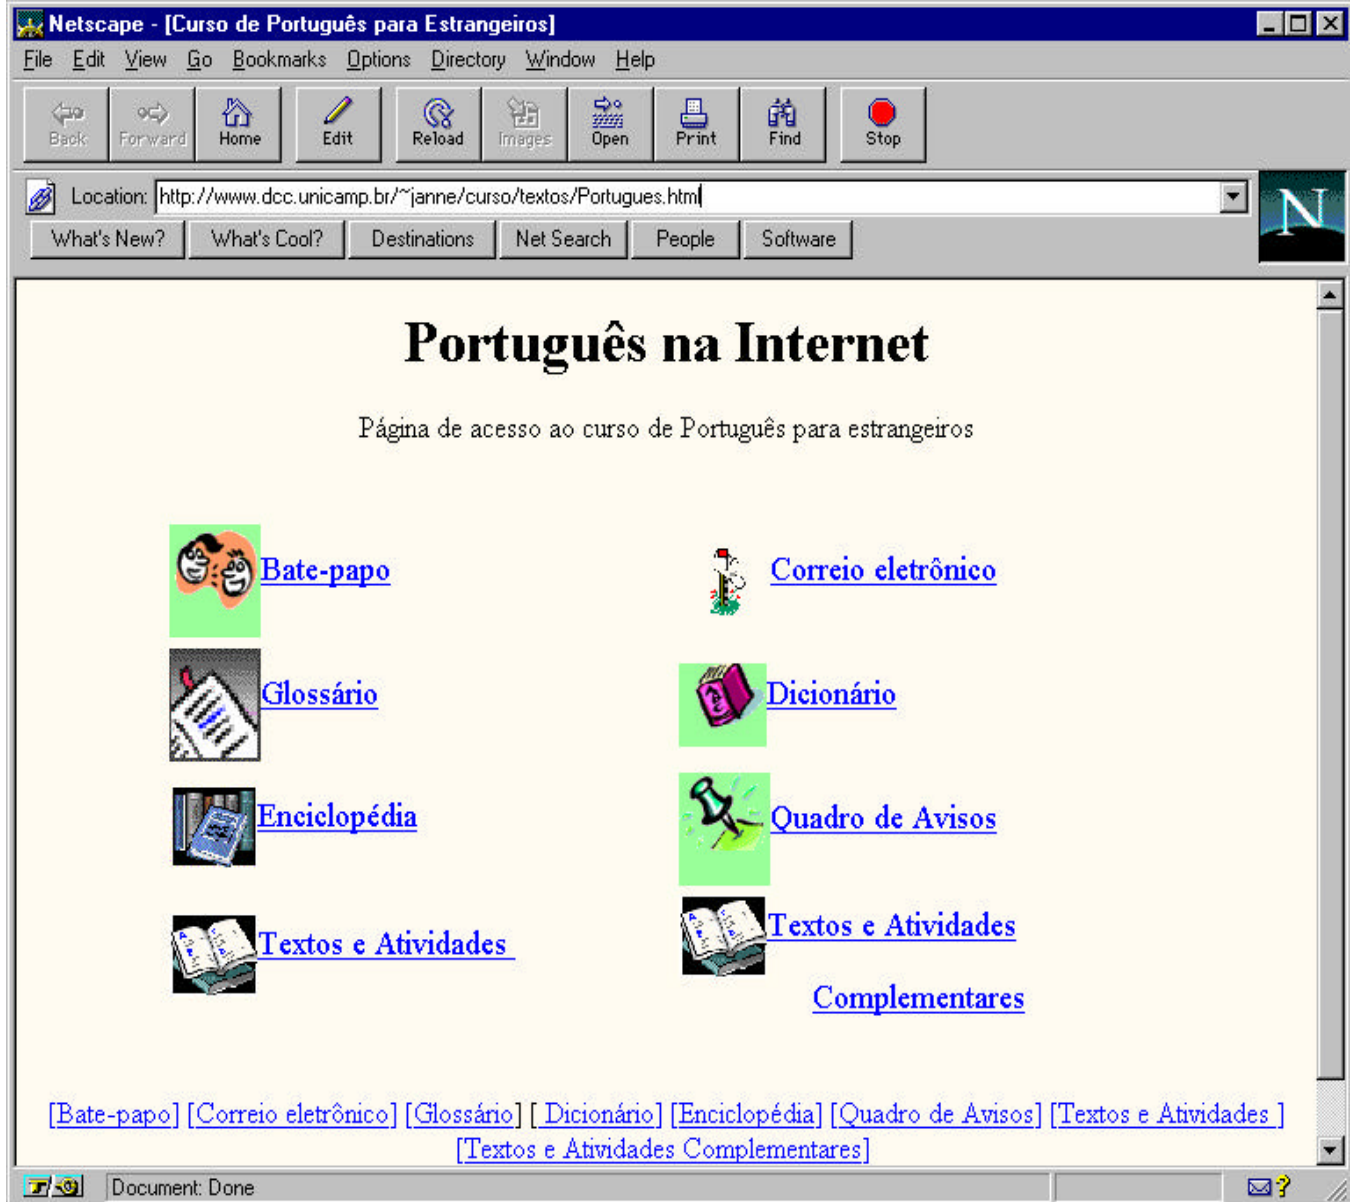 Netscape - [Curso de Português para Estrangeiros]
File Edit View Go Bookmarks Options Directory Window Help
Back Forward Home Edit Reload Images Open Print Find Stop
Location: http://www.dcc.unicamp.br/~janne/curso/textos/Portugues.html
N
What's New? What's Cool? Destinations Net Search People Software
Português na Internet
Página de acesso ao curso de Português para estrangeiros
Bate-papo Correio eletrônico
Glossário Dicionário
Enciclopédia Quadro de Avisos
Textos e Atividades Textos e Atividades
Complementares
[Bate-papo] [Correio eletrônico] [Glossário] [ Dicionário] [Enciclopédia] [Quadro de Avisos] [Textos e Atividades ]
[Textos e Atividades Complementares]
Document: Done